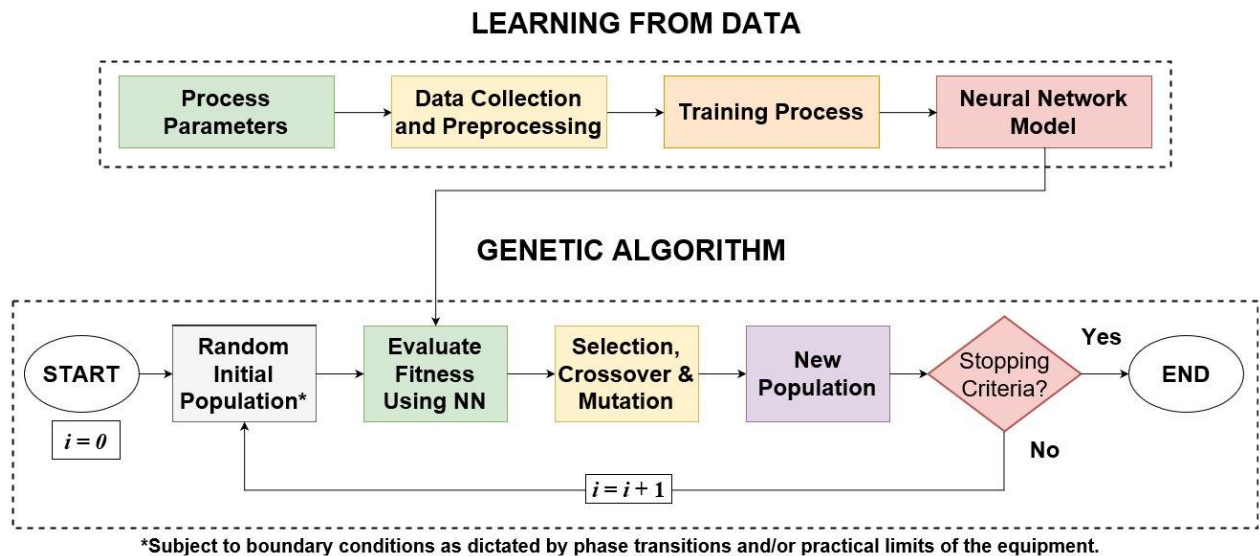 LEARNING FROM DATA
Process
Parameters
Data Collection
and Preprocessing
Training Process
Neural Network
Model
GENETIC ALGORITHM
START
i = 0
Random
Initial
Population*
Evaluate
Fitness
Using NN
Selection,
Crossover &
Mutation
New
Population
Stopping
Criteria?
Yes
END
No
i = i + 1
*Subject to boundary conditions as dictated by phase transitions and/or practical limits of the equipment.